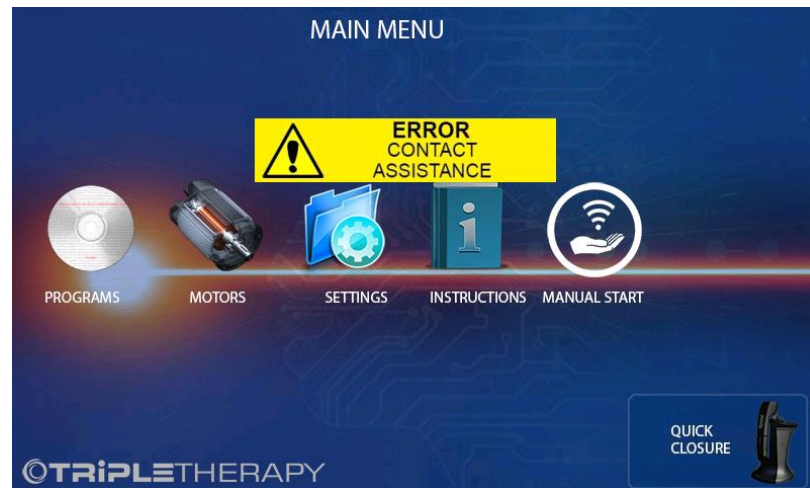 MAIN MENU
ERROR
CONTACT
ASSISTANCE
PROGRAMS
MOTORS
SETTINGS
INSTRUCTIONS
MANUAL START
QUICK
CLOSURE
TRiPLETHERAPY